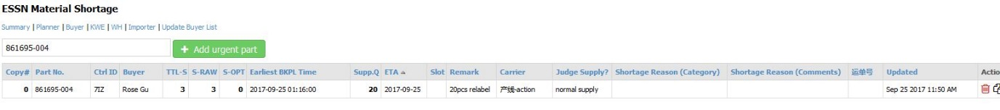 ESSN Material Shortage
Summary | Planner | Buyer | KWE | WH | Importer | Update Buyer List
861695-004 + Add urgent part
Copy# Part No. Ctrl ID Buyer TTL-S S-RAW S-OPT Earliest BKPL Time Supp.Q ETA Slot Remark Carrier Judge Supply? Shortage Reason (Category) Shortage Reason (Comments) 运单号 Updated Actio
0 861695-004 7IZ Rose Gu 3 3 0 2017-09-25 01:16:00 20 2017-09-25 20pcs relabel 产线-action normal supply Sep 25 2017 11:50 AM